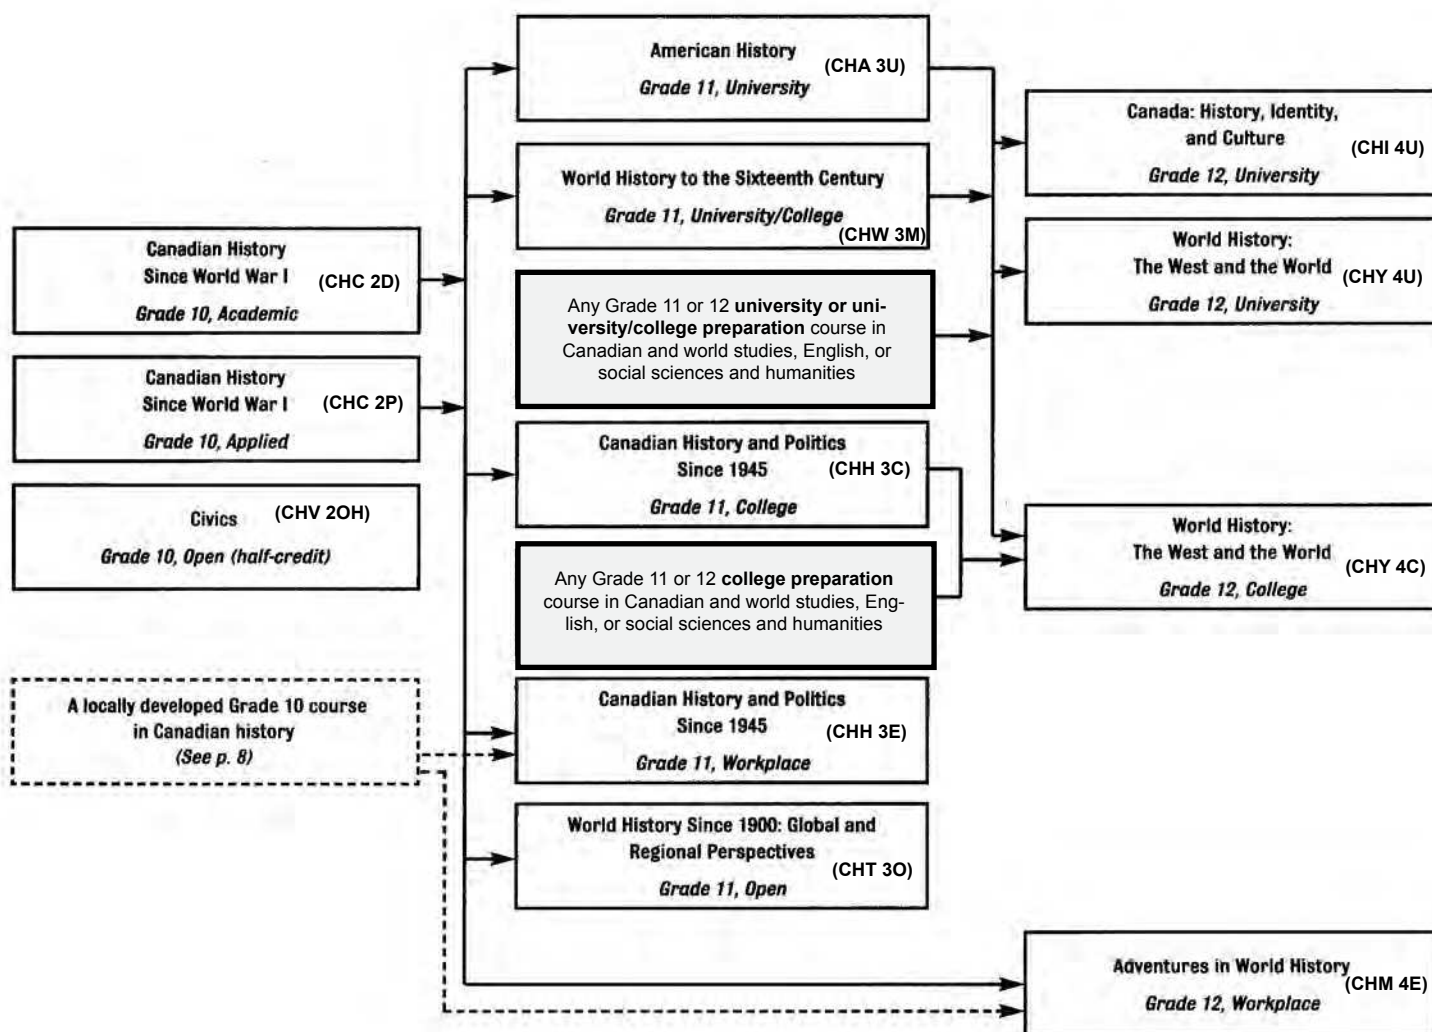 American History
(CHA 3U)
Grade 11, University
World History to the Sixteenth Century
Grade 11, University/College
(CHW 3M)
Canada: History, Identity,
and Culture
(CHI 4U)
Grade 12, University
Canadian History
Since World War I
(CHC 2D)
Grade 10, Academic
World History:
The West and the World
(CHY 4U)
Grade 12, University
Any Grade 11 or 12 university or uni-
versity/college preparation course in
Canadian and world studies, English, or
social sciences and humanities
Canadian History
Since World War I
(CHC 2P)
Grade 10, Applied
Canadian History and Politics
Since 1945
(CHH 3C)
Grade 11, College
Civics
(CHV 2OH)
Grade 10, Open (half-credit)
World History:
The West and the World
(CHY 4C)
Grade 12, College
Any Grade 11 or 12 college preparation
course in Canadian and world studies, Eng-
lish, or social sciences and humanities
A locally developed Grade 10 course
in Canadian history
(See p. 8)
Canadian History and Politics
Since 1945
(CHH 3E)
Grade 11, Workplace
World History Since 1900: Global and
Regional Perspectives
(CHT 3O)
Grade 11, Open
Adventures in World History
(CHM 4E)
Grade 12, Workplace